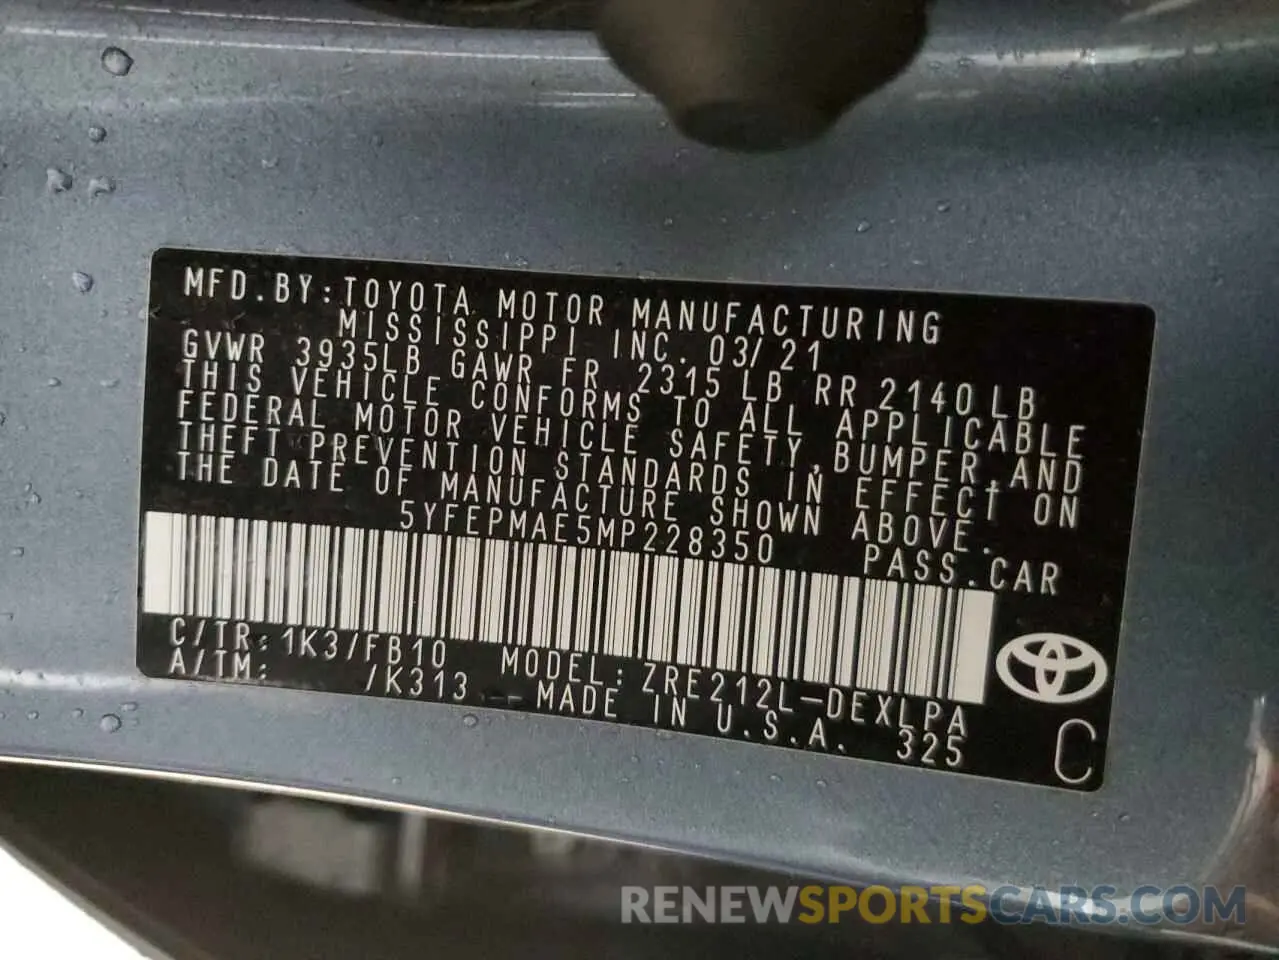 MFD.BY:TOYOTA MOTOR MANUFACTURING
MISSISSIPPI INC. 03/21
GVWR 3935LB GAWR FR 2315 LB RR 2140LB
THIS VEHICLE CONFORMS TO ALL APPLICABLE
FEDERAL MOTOR VEHICLE SAFETY,BUMPER,AND
THEFT PREVENTION STANDARDS IN EFFECT ON
THE DATE OF MANUFACTURE SHOWN ABOVE.
5YFEPMAE5MP228350 PASS.CAR
C/TR: 1K3/FB10 MODEL: ZRE212L-DEXLPA
A/TM: /K313 — MADE IN U.S.A. 325
C
RENEWSPORTSCARS.COM